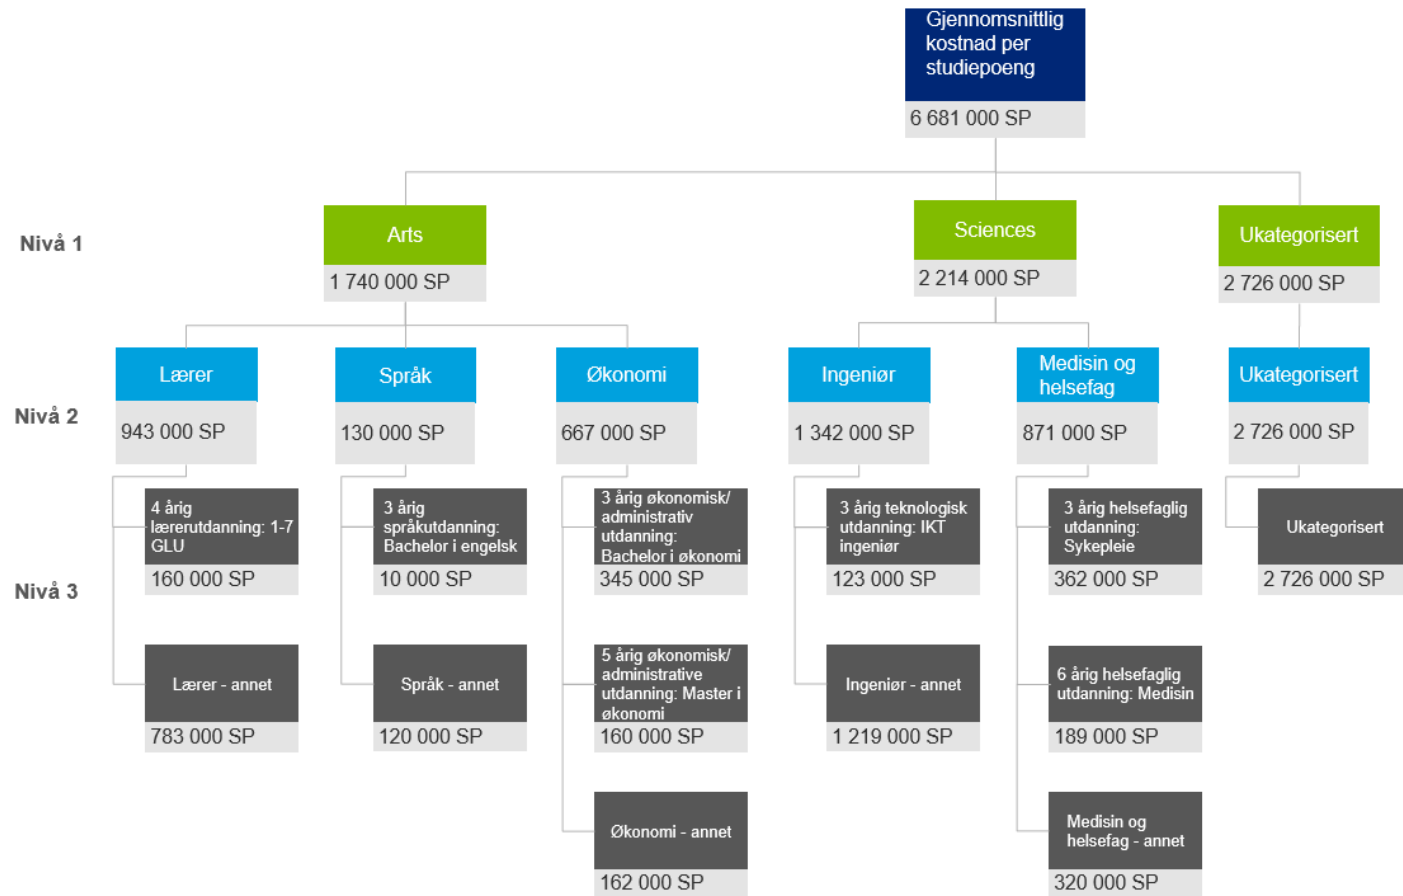 Gjennomsnittlig
kostnad per
studiepoeng
6 681 000 SP
Nivå 1
Arts
1 740 000 SP
Sciences
2 214 000 SP
Ukategorisert
2 726 000 SP
Nivå 2
Lærer
943 000 SP
Språk
130 000 SP
Økonomi
667 000 SP
Ingeniør
1 342 000 SP
Medisin og
helsefag
871 000 SP
Ukategorisert
2 726 000 SP
Nivå 3
4 årig
lærerutdanning: 1-7
GLU
160 000 SP
3 årig
språkutdanning:
Bachelor i engelsk
10 000 SP
3 årig økonomisk/
administrativ
utdanning:
Bachelor i økonomi
345 000 SP
3 årig teknologisk
utdanning: IKT
ingeniør
123 000 SP
3 årig helsefaglig
utdanning:
Sykepleie
362 000 SP
Ukategorisert
2 726 000 SP
Lærer - annet
783 000 SP
Språk - annet
120 000 SP
5 årig økonomisk/
administrative
utdanning: Master i
økonomi
160 000 SP
Ingeniør - annet
1 219 000 SP
6 årig helsefaglig
utdanning: Medisin
189 000 SP
Økonomi - annet
162 000 SP
Medisin og
helsefag - annet
320 000 SP